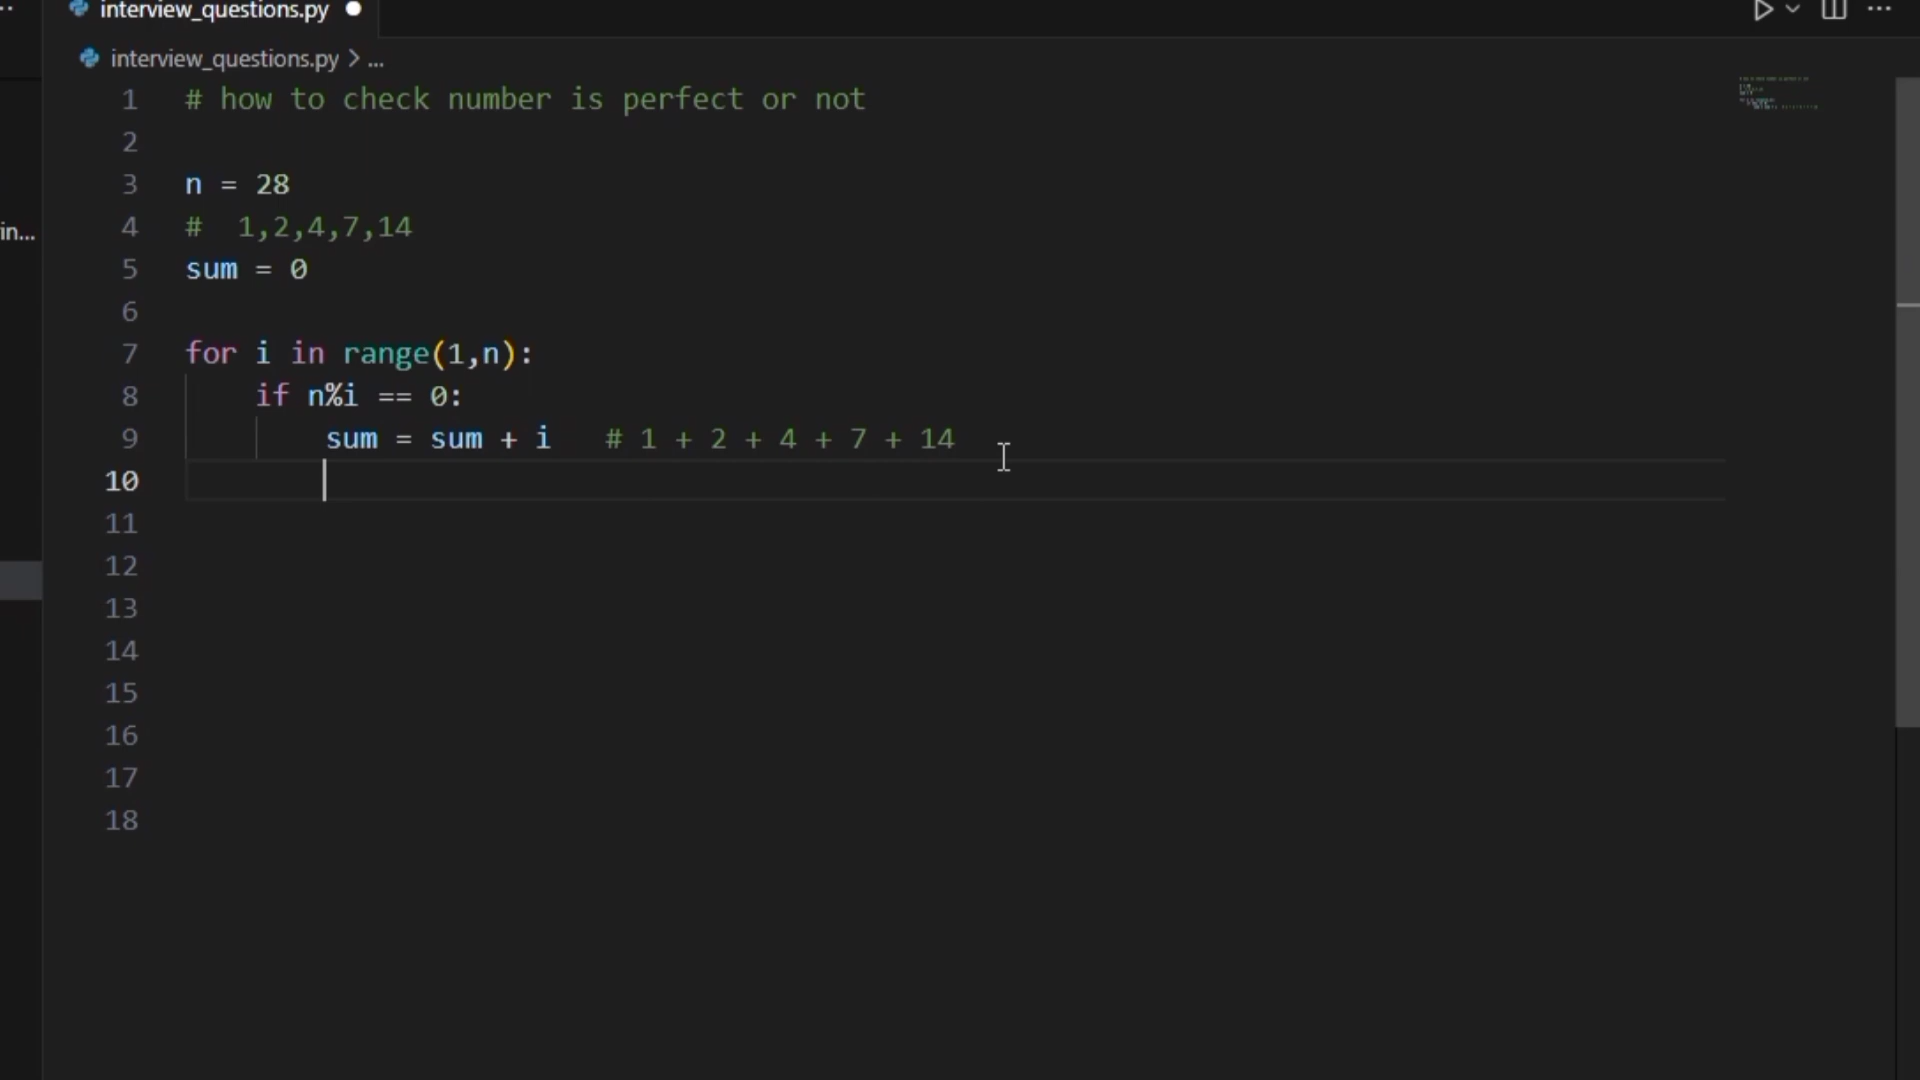 interview_questions.py
interview_questions.py > ...
1 # how to check number is perfect or not
2
3 n = 28
4 #  1,2,4,7,14
in...
5 sum = 0
6
7 for i in range(1,n):
8     if n%i == 0:
9         sum = sum + i   # 1 + 2 + 4 + 7 + 14
10
11
12
13
14
15
16
17
18